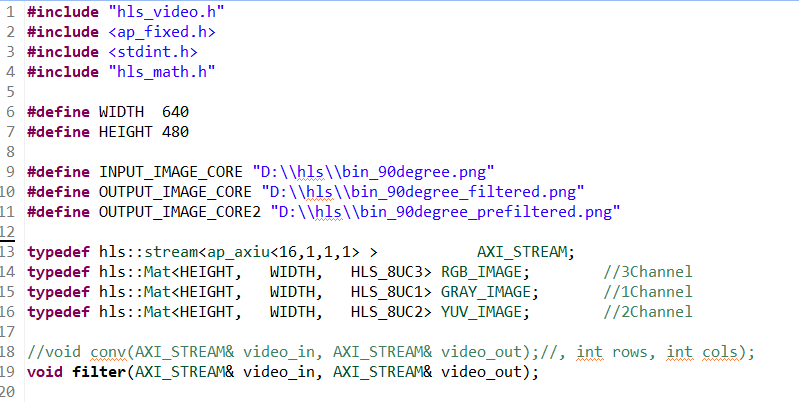 1 #include "hls_video.h"
2 #include <ap_fixed.h>
3 #include <stdint.h>
4 #include "hls_math.h"
5
6 #define WIDTH  640
7 #define HEIGHT 480
8
9 #define INPUT_IMAGE_CORE "D:\\hls\\bin_90degree.png"
10 #define OUTPUT_IMAGE_CORE "D:\\hls\\bin_90degree_filtered.png"
11 #define OUTPUT_IMAGE_CORE2 "D:\\hls\\bin_90degree_prefiltered.png"
12
13 typedef hls::stream<ap_axiu<16,1,1,1> >           AXI_STREAM;
14 typedef hls::Mat<HEIGHT,   WIDTH,   HLS_8UC3> RGB_IMAGE;        //3Channel
15 typedef hls::Mat<HEIGHT,   WIDTH,   HLS_8UC1> GRAY_IMAGE;       //1Channel
16 typedef hls::Mat<HEIGHT,   WIDTH,   HLS_8UC2> YUV_IMAGE;        //2Channel
17
18 //void conv(AXI_STREAM& video_in, AXI_STREAM& video_out);//, int rows, int cols);
19 void filter(AXI_STREAM& video_in, AXI_STREAM& video_out);
20